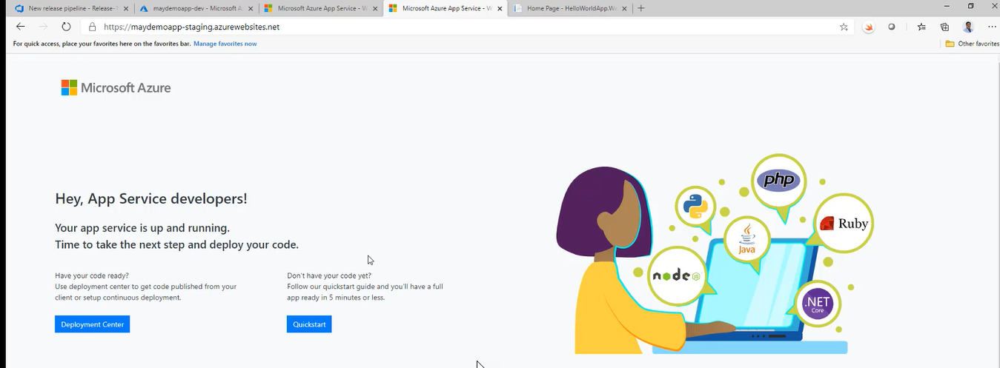 New release pipeline - Release-
maydemoapp-dev - Microsoft A
Microsoft Azure App Service - W
Microsoft Azure App Service - W
Home Page - HelloWorldApp.We
https://maydemoapp-staging.azurewebsites.net
For quick access, place your favorites here on the favorites bar. Manage favorites now
Other favorites
Microsoft Azure
Hey, App Service developers!
Your app service is up and running.
Time to take the next step and deploy your code.
Have your code ready?
Use deployment center to get code published from your
client or setup continuous deployment.
Deployment Center
Don't have your code yet?
Follow our quickstart guide and you'll have a full
app ready in 5 minutes or less.
Quickstart
php
Ruby
Java
node JS
.NET
Core